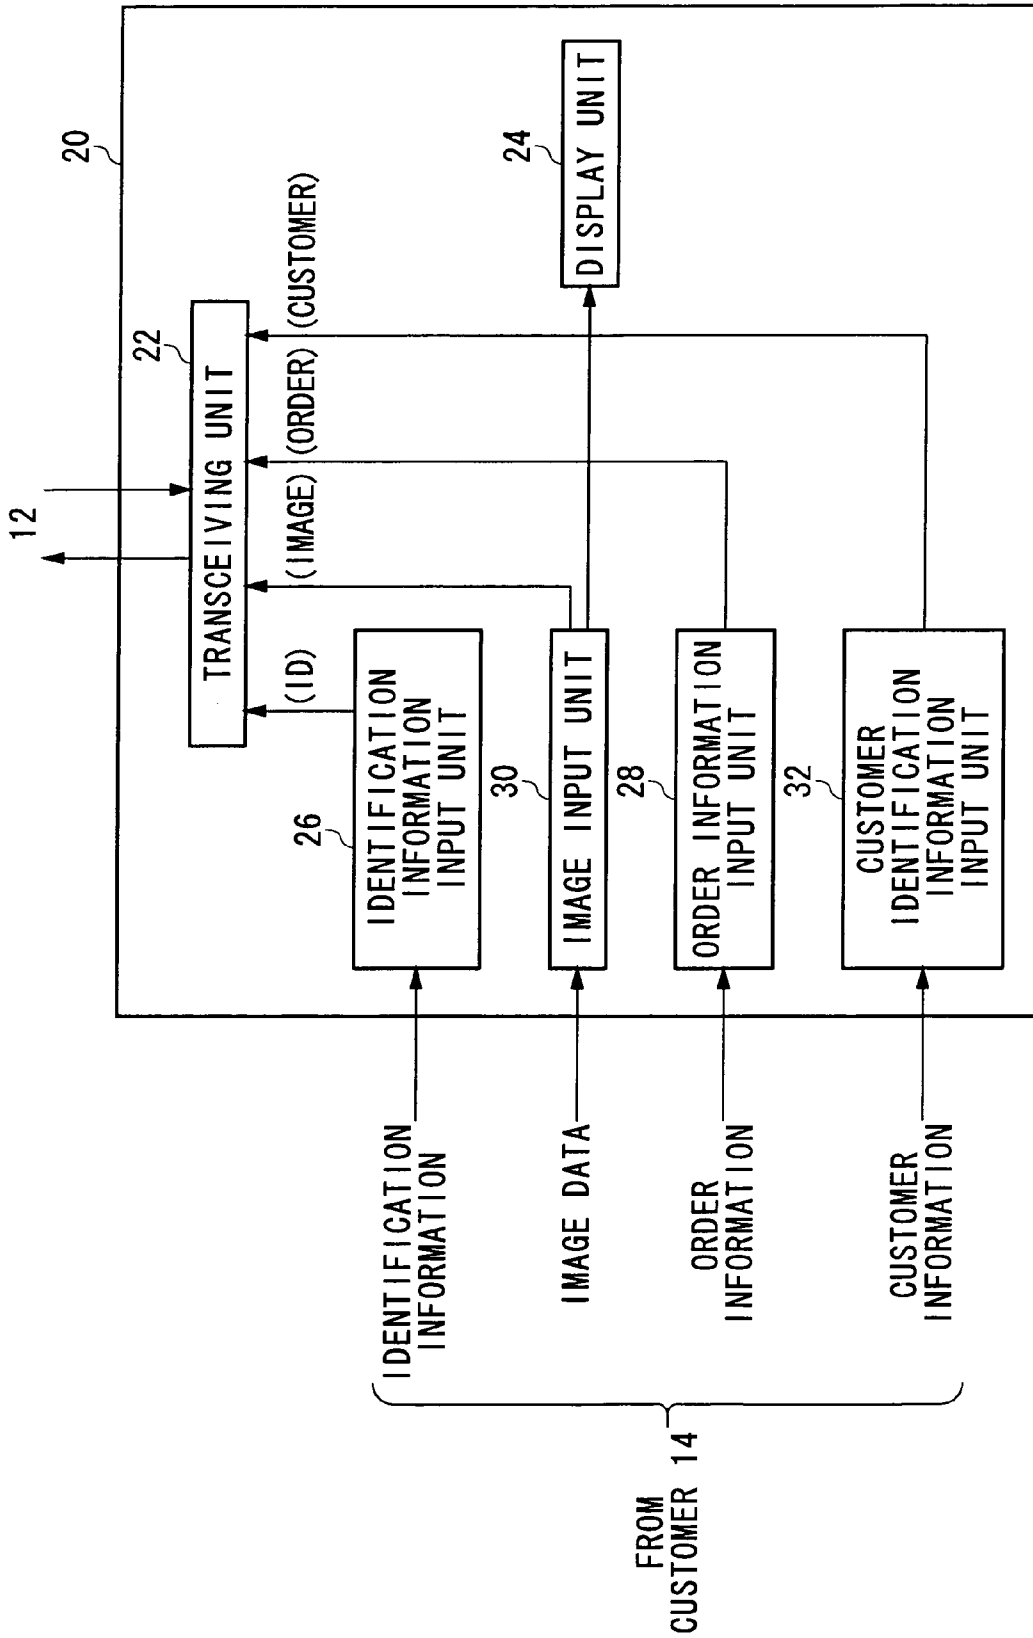 12
20
22
TRANSCEIVING UNIT
(ID)
(IMAGE)
(ORDER)
(CUSTOMER)
26
IDENTIFICATION
INFORMATION
INPUT UNIT
IDENTIFICATION
INFORMATION
30
IMAGE INPUT UNIT
IMAGE DATA
24
DISPLAY UNIT
28
ORDER INFORMATION
INPUT UNIT
ORDER
INFORMATION
32
CUSTOMER
IDENTIFICATION
INFORMATION
INPUT UNIT
CUSTOMER
INFORMATION
FROM
CUSTOMER 14